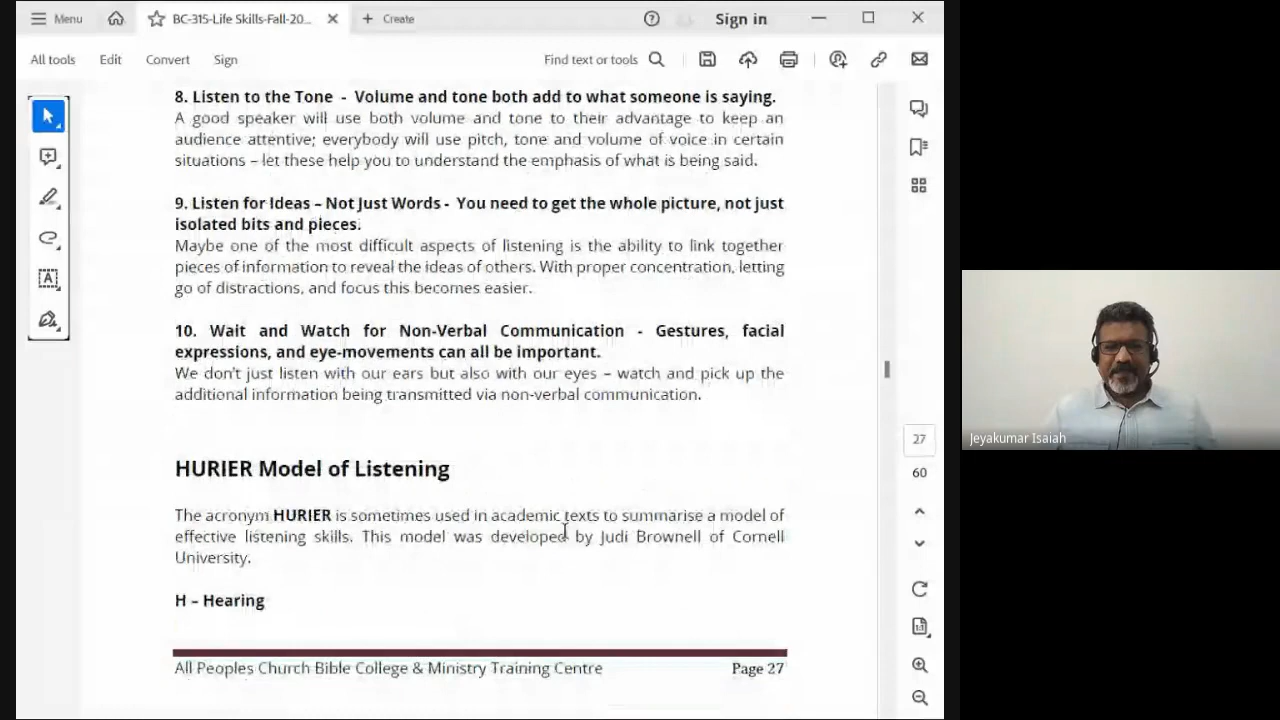 Menu
BC-315-Life Skills-Fall-20...
Create
Sign in
All tools
Edit
Convert
Sign
Find text or tools
8. Listen to the Tone - Volume and tone both add to what someone is saying.
A good speaker will use both volume and tone to their advantage to keep an
audience attentive; everybody will use pitch, tone and volume of voice in certain
situations – let these help you to understand the emphasis of what is being said.
9. Listen for Ideas – Not Just Words - You need to get the whole picture, not just
isolated bits and pieces.
Maybe one of the most difficult aspects of listening is the ability to link together
pieces of information to reveal the ideas of others. With proper concentration, letting
go of distractions, and focus this becomes easier.
10. Wait and Watch for Non-Verbal Communication - Gestures, facial
expressions, and eye-movements can all be important.
We don't just listen with our ears but also with our eyes – watch and pick up the
additional information being transmitted via non-verbal communication.
HURIER Model of Listening
The acronym HURIER is sometimes used in academic texts to summarise a model of
effective listening skills. This model was developed by Judi Brownell of Cornell
University.
H – Hearing
All Peoples Church Bible College & Ministry Training Centre
Page 27
27
60
1:1
Jeyakumar Isaiah